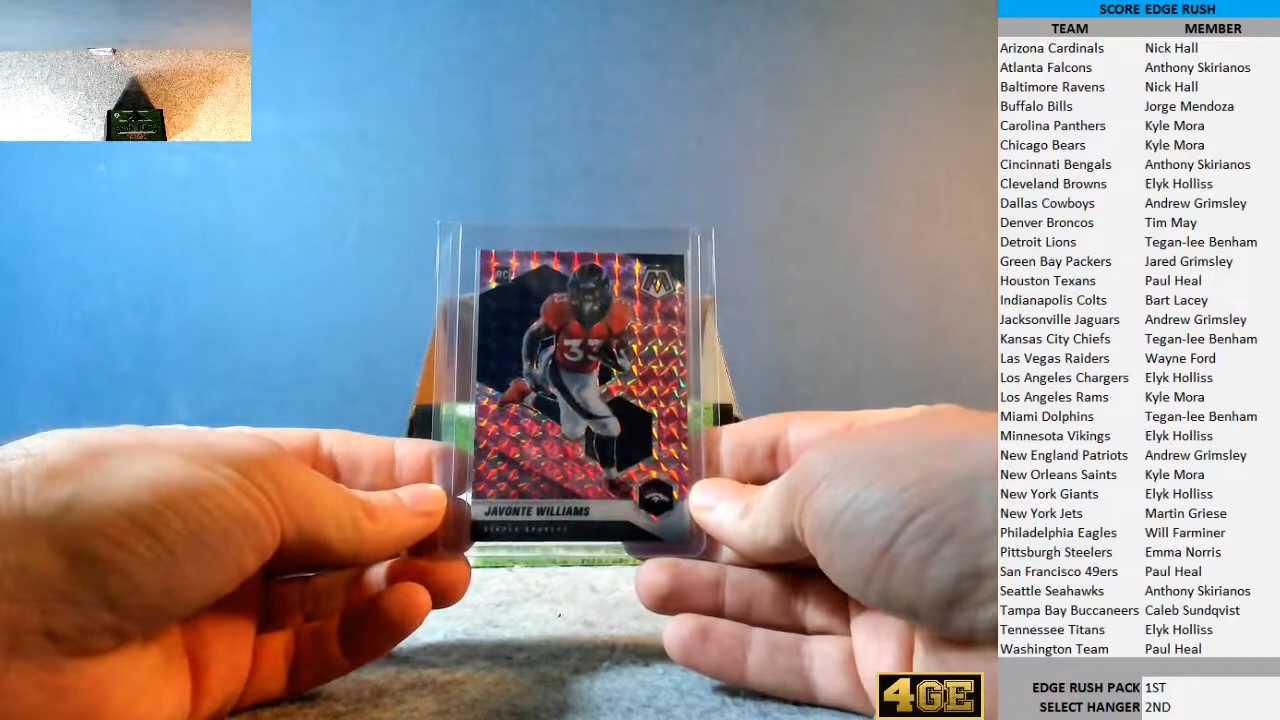 SCORE EDGE RUSH
TEAM MEMBER
Arizona Cardinals Nick Hall
Atlanta Falcons Anthony Skirianos
Baltimore Ravens Nick Hall
Buffalo Bills Jorge Mendoza
Carolina Panthers Kyle Mora
Chicago Bears Kyle Mora
Cincinnati Bengals Anthony Skirianos
Cleveland Browns Elyk Holliss
Dallas Cowboys Andrew Grimsley
Denver Broncos Tim May
Detroit Lions Tegan-lee Benham
Green Bay Packers Jared Grimsley
Houston Texans Paul Heal
Indianapolis Colts Bart Lacey
Jacksonville Jaguars Andrew Grimsley
Kansas City Chiefs Tegan-lee Benham
Las Vegas Raiders Wayne Ford
Los Angeles Chargers Elyk Holliss
Los Angeles Rams Kyle Mora
Miami Dolphins Tegan-lee Benham
Minnesota Vikings Elyk Holliss
New England Patriots Andrew Grimsley
New Orleans Saints Kyle Mora
New York Giants Elyk Holliss
New York Jets Martin Griese
Philadelphia Eagles Will Farminer
Pittsburgh Steelers Emma Norris
San Francisco 49ers Paul Heal
Seattle Seahawks Anthony Skirianos
Tampa Bay Buccaneers Caleb Sundqvist
Tennessee Titans Elyk Holliss
Washington Team Paul Heal
EDGE RUSH PACK 1ST
SELECT HANGER 2ND
RC
M
33
JAVONTE WILLIAMS
DENVER BRONCOS
4GE